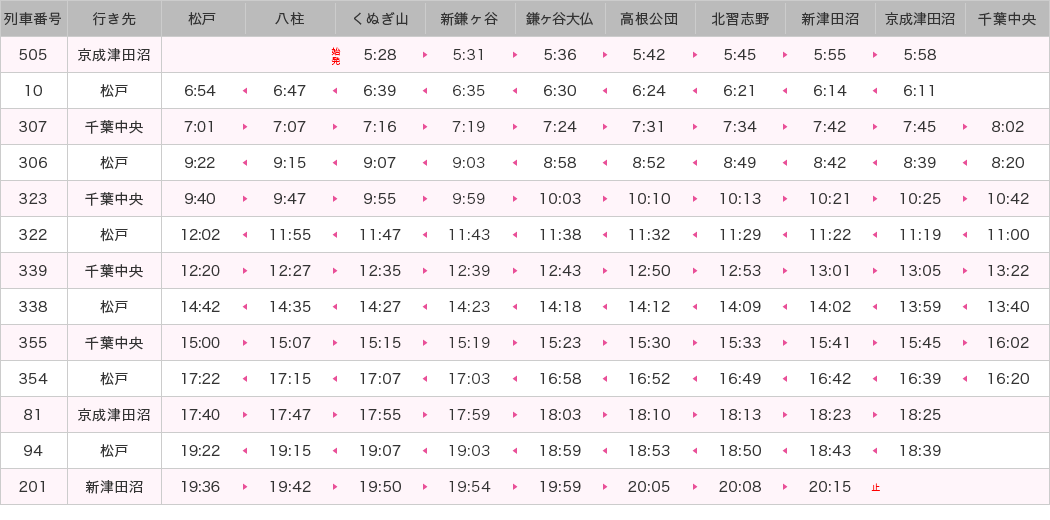 列車番号 行き先 松戸 八柱 くぬぎ山 新鎌ヶ谷 鎌ヶ谷大仏 高根公団 北習志野 新津田沼 京成津田沼 千葉中央
505 京成津田沼 始発 5:28 5:31 5:36 5:42 5:45 5:55 5:58
10 松戸 6:54 6:47 6:39 6:35 6:30 6:24 6:21 6:14 6:11
307 千葉中央 7:01 7:07 7:16 7:19 7:24 7:31 7:34 7:42 7:45 8:02
306 松戸 9:22 9:15 9:07 9:03 8:58 8:52 8:49 8:42 8:39 8:20
323 千葉中央 9:40 9:47 9:55 9:59 10:03 10:10 10:13 10:21 10:25 10:42
322 松戸 12:02 11:55 11:47 11:43 11:38 11:32 11:29 11:22 11:19 11:00
339 千葉中央 12:20 12:27 12:35 12:39 12:43 12:50 12:53 13:01 13:05 13:22
338 松戸 14:42 14:35 14:27 14:23 14:18 14:12 14:09 14:02 13:59 13:40
355 千葉中央 15:00 15:07 15:15 15:19 15:23 15:30 15:33 15:41 15:45 16:02
354 松戸 17:22 17:15 17:07 17:03 16:58 16:52 16:49 16:42 16:39 16:20
81 京成津田沼 17:40 17:47 17:55 17:59 18:03 18:10 18:13 18:23 18:25
94 松戸 19:22 19:15 19:07 19:03 18:59 18:53 18:50 18:43 18:39
201 新津田沼 19:36 19:42 19:50 19:54 19:59 20:05 20:08 20:15 止